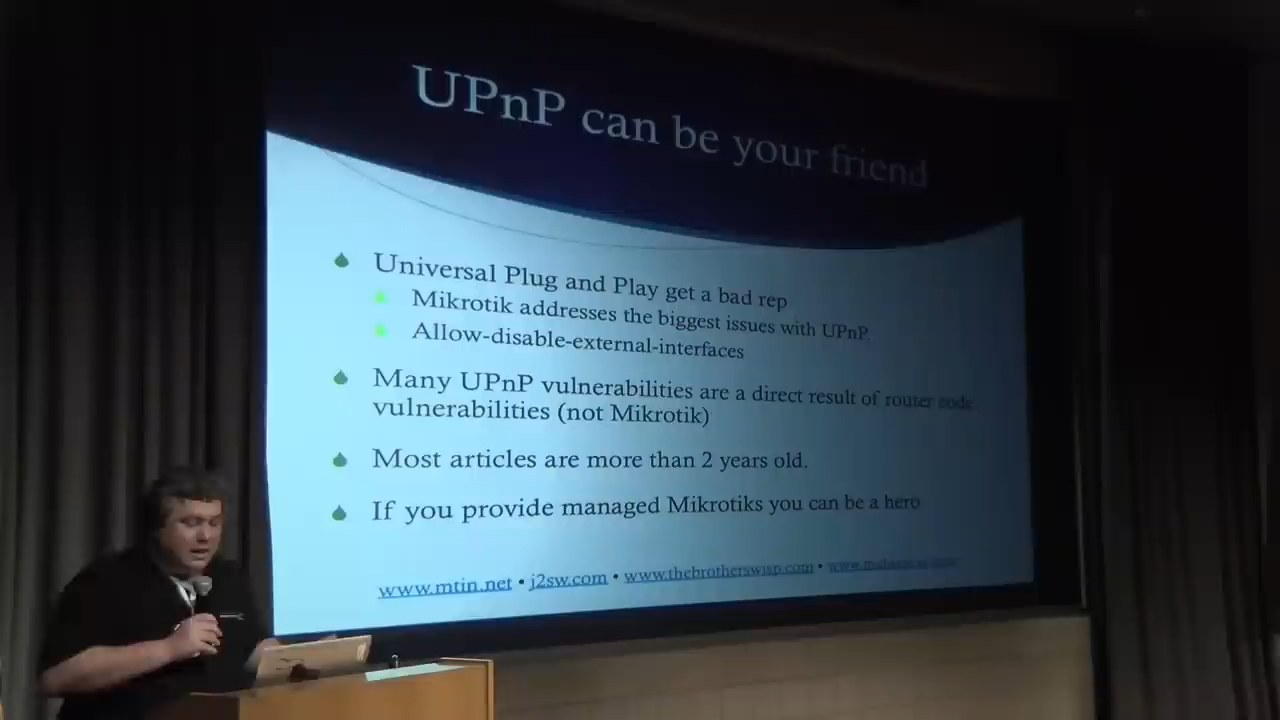 UPnP can be your friend
Universal Plug and Play get a bad rep
Mikrotik addresses the biggest issues with UPnP.
Allow-disable-external-interfaces
Many UPnP vulnerabilities are a direct result of router code
vulnerabilities (not Mikrotik)
Most articles are more than 2 years old.
If you provide managed Mikrotiks you can be a hero
www.mtin.net • j2sw.com • www.thebrotherswisp.com •